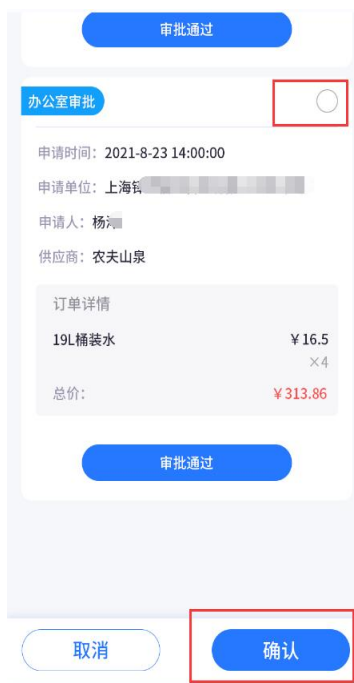 审批通过
办公室审批
申请时间：2021-8-23 14:00:00
申请单位：上海
申请人：杨
供应商：农夫山泉
订单详情
19L桶装水 ￥16.5
×4
总价： ￥313.86
审批通过
取消 确认